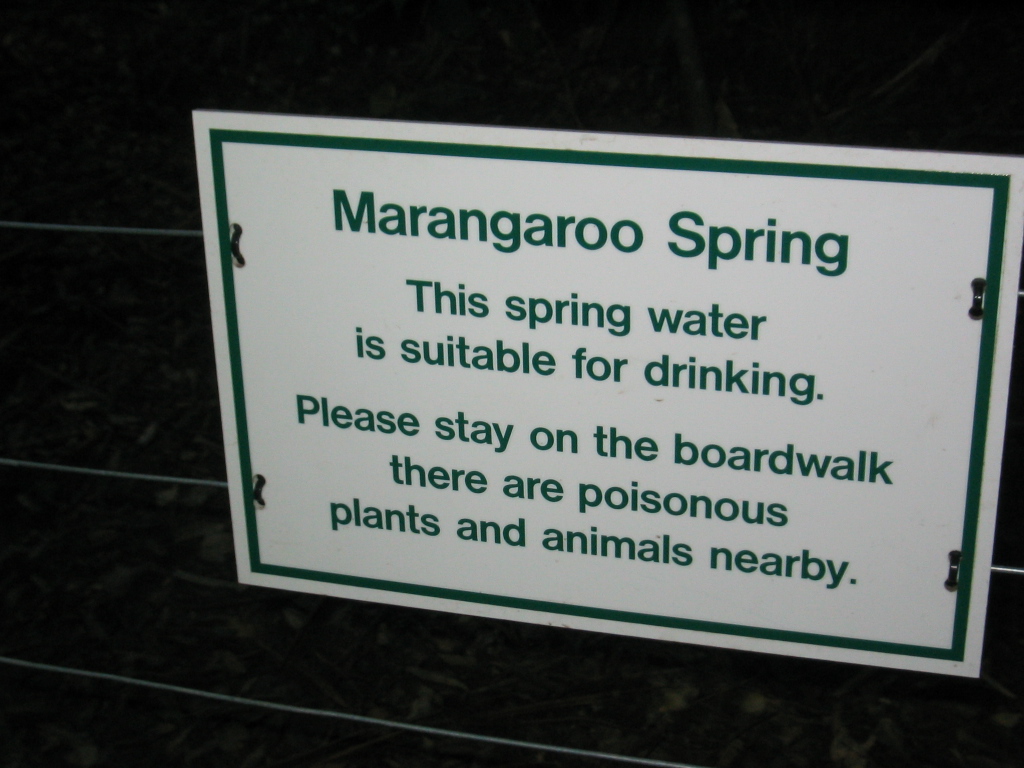 Marangaroo Spring
This spring water
is suitable for drinking.
Please stay on the boardwalk
there are poisonous
plants and animals nearby.